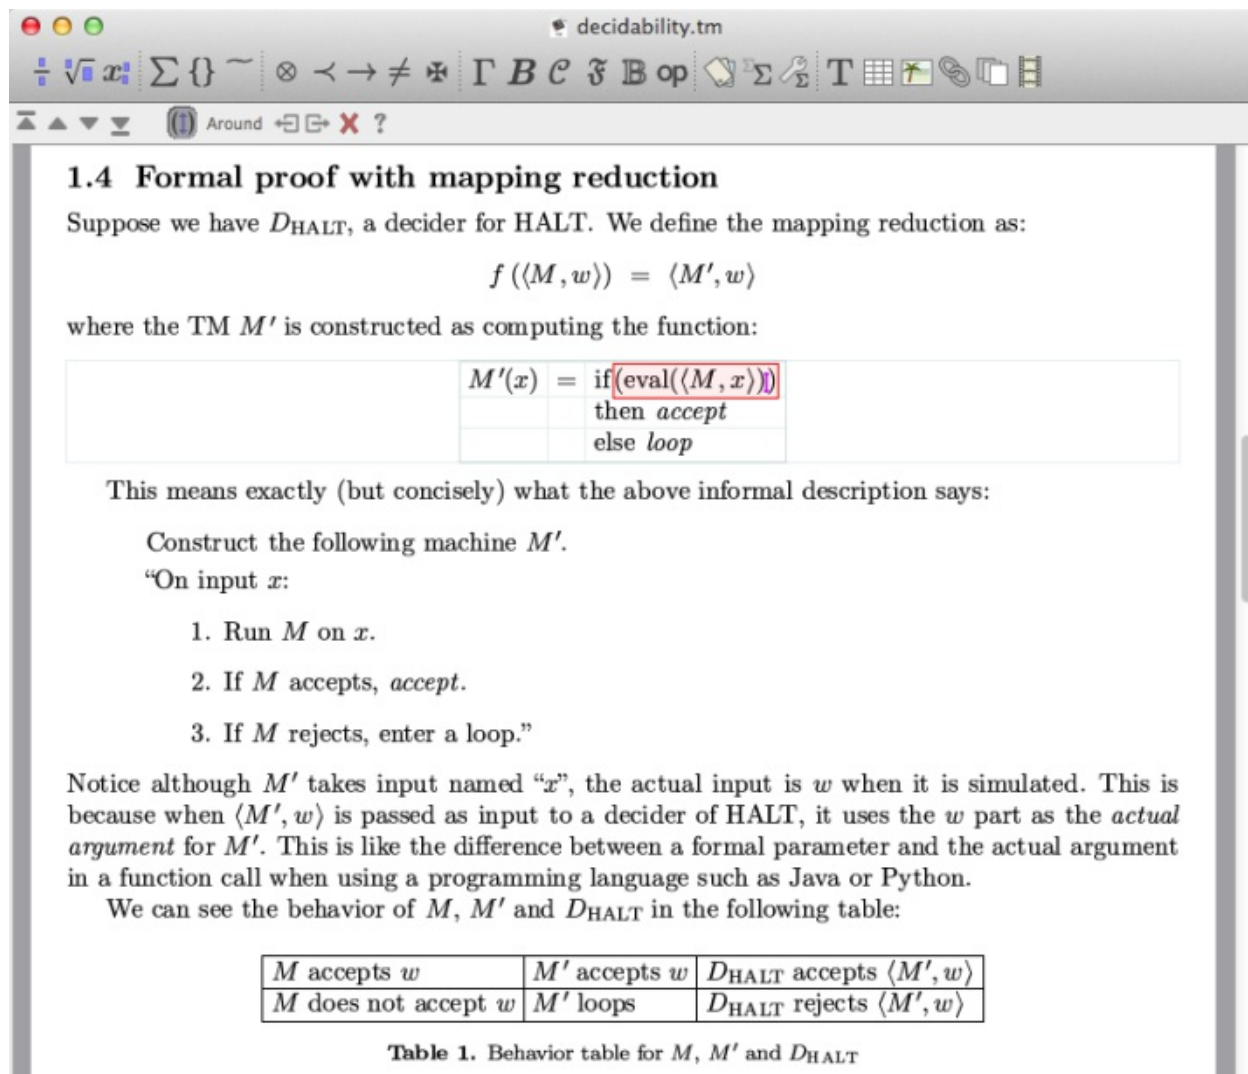 decidability.tm
Γ B C F B op Σ Σ T
Around ?
1.4 Formal proof with mapping reduction
Suppose we have D_HALT, a decider for HALT. We define the mapping reduction as:
f (⟨M, w⟩) = ⟨M′, w⟩
where the TM M′ is constructed as computing the function:
M′(x) = if(eval(⟨M, x⟩))
then accept
else loop
This means exactly (but concisely) what the above informal description says:
Construct the following machine M′.
“On input x:
1. Run M on x.
2. If M accepts, accept.
3. If M rejects, enter a loop.”
Notice although M′ takes input named “x”, the actual input is w when it is simulated. This is
because when ⟨M′, w⟩ is passed as input to a decider of HALT, it uses the w part as the actual
argument for M′. This is like the difference between a formal parameter and the actual argument
in a function call when using a programming language such as Java or Python.
We can see the behavior of M, M′ and D_HALT in the following table:
M accepts w M′ accepts w D_HALT accepts ⟨M′, w⟩
M does not accept w M′ loops D_HALT rejects ⟨M′, w⟩
Table 1. Behavior table for M, M′ and D_HALT